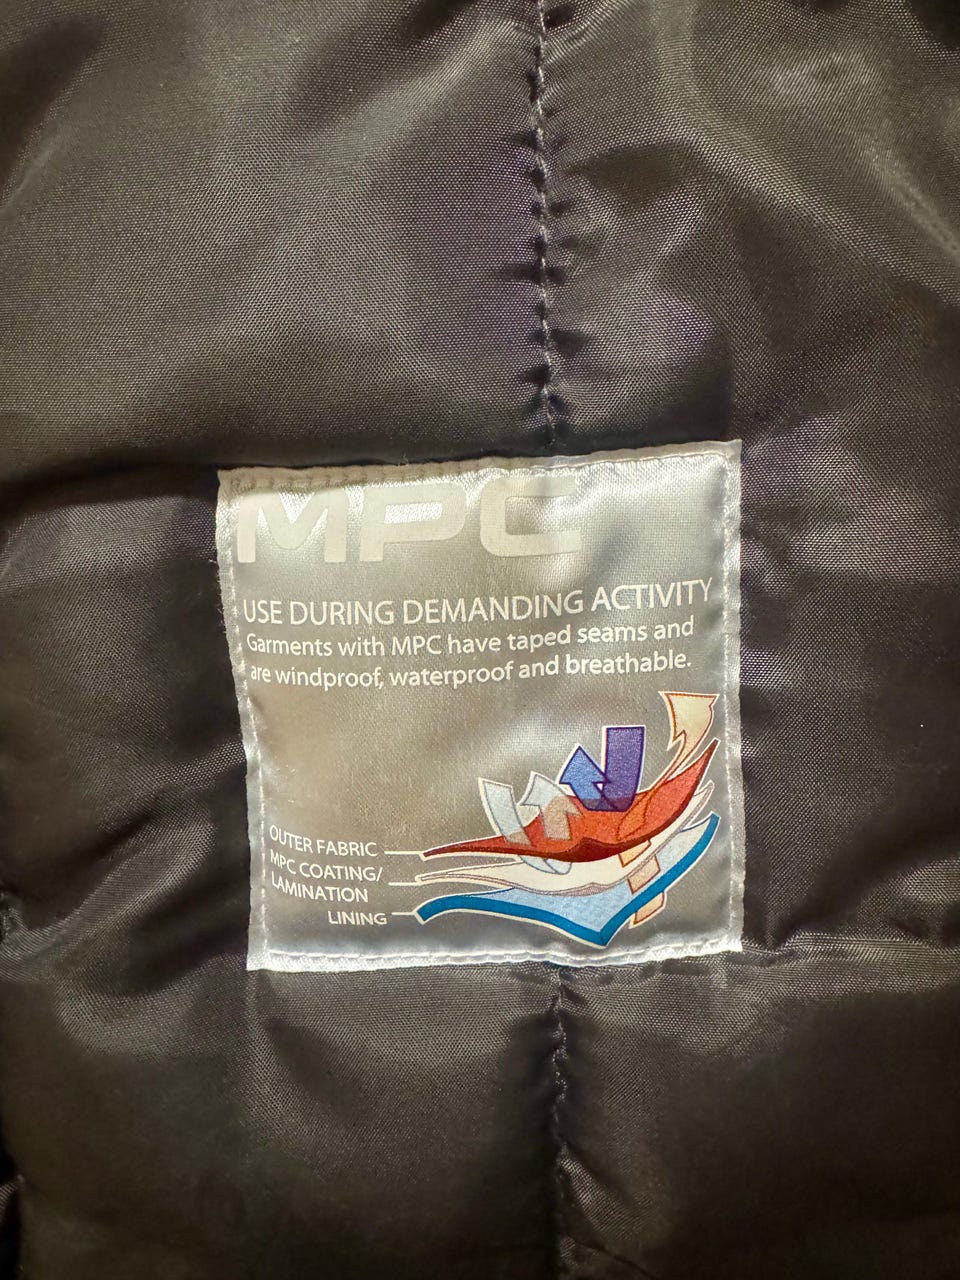 MPC
USE DURING DEMANDING ACTIVITY
Garments with MPC have taped seams and
are windproof, waterproof and breathable.
OUTER FABRIC
MPC COATING/
LAMINATION
LINING